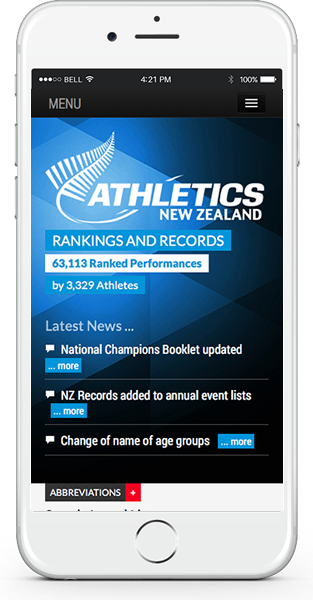 BELL 4:21 PM 100%
MENU
ATHLETICS
NEW ZEALAND
RANKINGS AND RECORDS
63,113 Ranked Performances
by 3,329 Athletes
Latest News ...
National Champions Booklet updated
... more
NZ Records added to annual event lists
... more
Change of name of age groups ... more
ABBREVIATIONS +